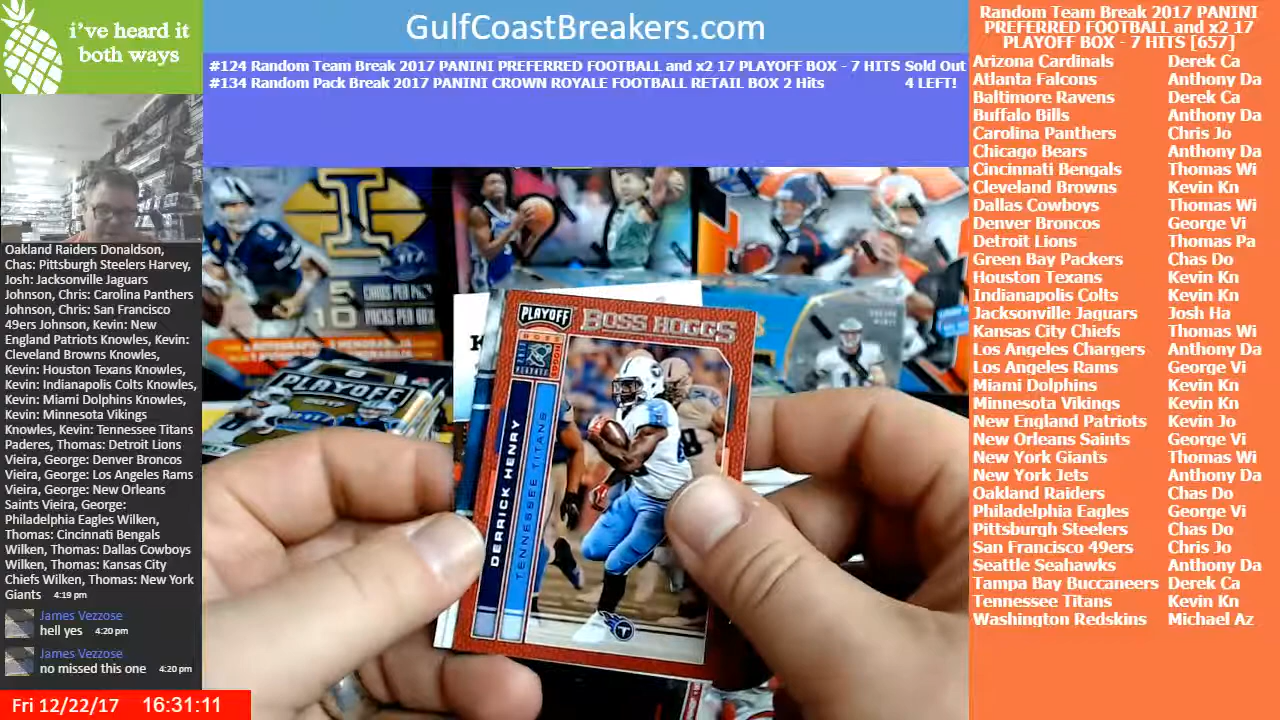 i've heard it
both ways
GulfCoastBreakers.com
#124 Random Team Break 2017 PANINI PREFERRED FOOTBALL and x2 17 PLAYOFF BOX - 7 HITS Sold Out
#134 Random Pack Break 2017 PANINI CROWN ROYALE FOOTBALL RETAIL BOX 2 Hits 4 LEFT!
Random Team Break 2017 PANINI
PREFERRED FOOTBALL and x2 17
PLAYOFF BOX - 7 HITS [657]
Arizona Cardinals Derek Ca
Atlanta Falcons Anthony Da
Baltimore Ravens Derek Ca
Buffalo Bills Anthony Da
Carolina Panthers Chris Jo
Chicago Bears Anthony Da
Cincinnati Bengals Thomas Wi
Cleveland Browns Kevin Kn
Dallas Cowboys Thomas Wi
Denver Broncos George Vi
Detroit Lions Thomas Pa
Green Bay Packers Chas Do
Houston Texans Kevin Kn
Indianapolis Colts Kevin Kn
Jacksonville Jaguars Josh Ha
Kansas City Chiefs Thomas Wi
Los Angeles Chargers Anthony Da
Los Angeles Rams George Vi
Miami Dolphins Kevin Kn
Minnesota Vikings Kevin Kn
New England Patriots Kevin Jo
New Orleans Saints George Vi
New York Giants Thomas Wi
New York Jets Anthony Da
Oakland Raiders Chas Do
Philadelphia Eagles George Vi
Pittsburgh Steelers Chas Do
San Francisco 49ers Chris Jo
Seattle Seahawks Anthony Da
Tampa Bay Buccaneers Derek Ca
Tennessee Titans Kevin Kn
Washington Redskins Michael Az
Oakland Raiders Donaldson,
Chas: Pittsburgh Steelers Harvey,
Josh: Jacksonville Jaguars
Johnson, Chris: Carolina Panthers
Johnson, Chris: San Francisco
49ers Johnson, Kevin: New
England Patriots Knowles, Kevin:
Cleveland Browns Knowles,
Kevin: Houston Texans Knowles,
Kevin: Indianapolis Colts Knowles,
Kevin: Miami Dolphins Knowles,
Kevin: Minnesota Vikings
Knowles, Kevin: Tennessee Titans
Paderes, Thomas: Detroit Lions
Vieira, George: Denver Broncos
Vieira, George: Los Angeles Rams
Vieira, George: New Orleans
Saints Vieira, George:
Philadelphia Eagles Wilken,
Thomas: Cincinnati Bengals
Wilken, Thomas: Dallas Cowboys
Wilken, Thomas: Kansas City
Chiefs Wilken, Thomas: New York
Giants 4:19 pm
James Vezzose
hell yes 4:20 pm
James Vezzose
no missed this one 4:20 pm
Fri 12/22/17 16:31:11
PLAYOFF
BOSS HOGGS
DERRICK HENRY
TENNESSEE TITANS
PLAYOFF
5 CARDS PER
10 PACKS PER BOX